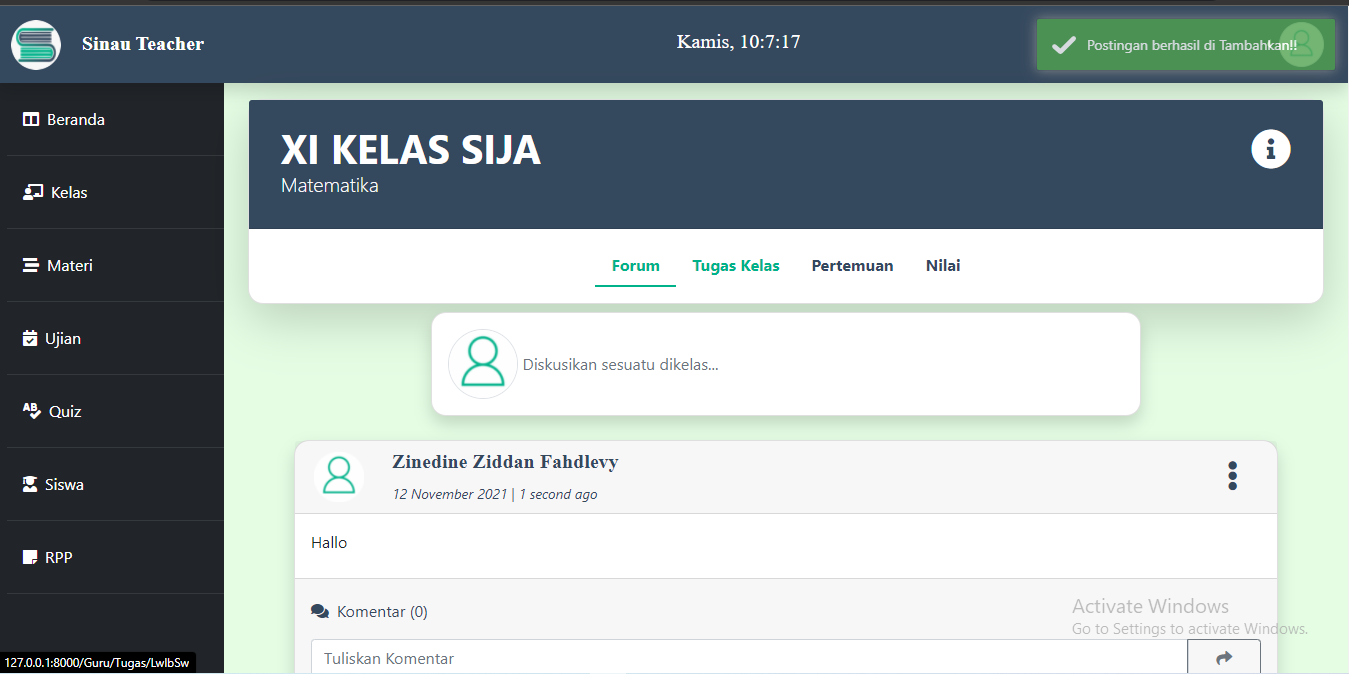 Sinau Teacher
Kamis, 10:7:17
Postingan berhasil di Tambahkan!!
Beranda
Kelas
Materi
Ujian
Quiz
Siswa
RPP
XI KELAS SIJA
Matematika
Forum
Tugas Kelas
Pertemuan
Nilai
Diskusikan sesuatu dikelas...
Zinedine Ziddan Fahdlevy
12 November 2021 | 1 second ago
Hallo
Komentar (0)
Tuliskan Komentar
Activate Windows
Go to Settings to activate Windows.
127.0.0.1:8000/Guru/Tugas/LwlbSw